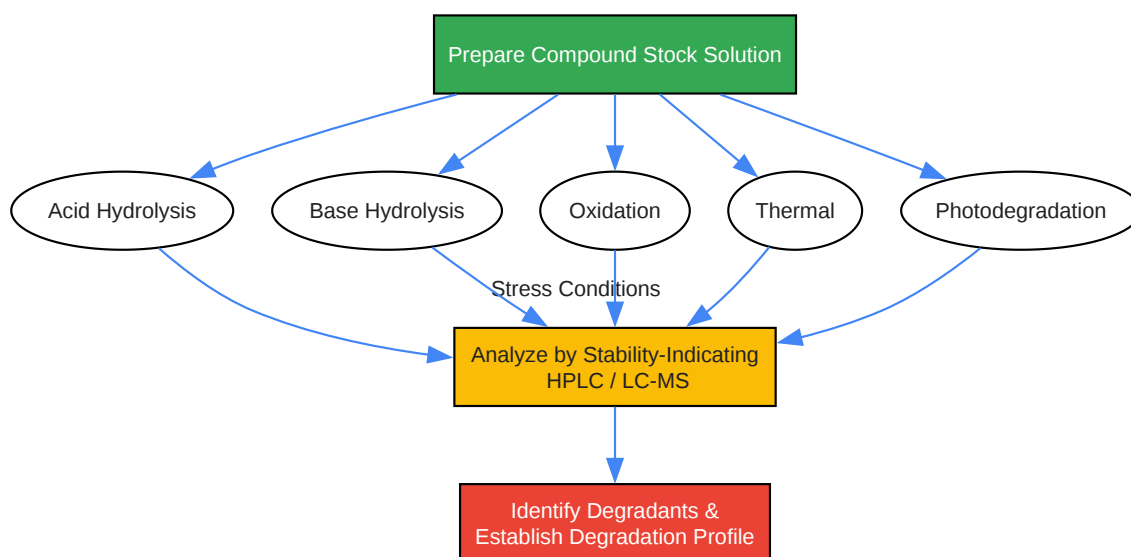 Prepare Compound Stock Solution
Acid Hydrolysis
Base Hydrolysis
Oxidation
Thermal
Photodegradation
Stress Conditions
Analyze by Stability-Indicating
HPLC / LC-MS
Identify Degradants &
Establish Degradation Profile